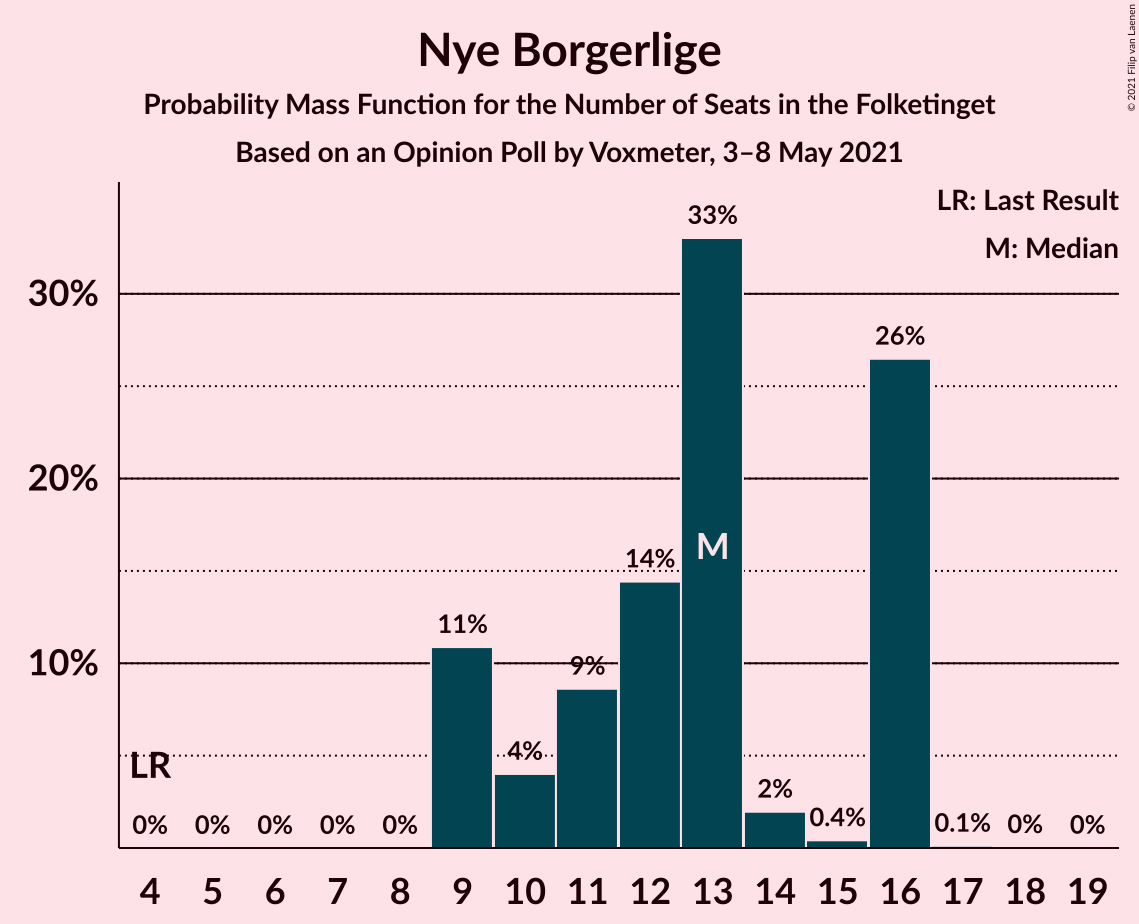 © 2021 Filip van Laenen
Nye Borgerlige
Probability Mass Function for the Number of Seats in the Folketinget
Based on an Opinion Poll by Voxmeter, 3–8 May 2021
LR: Last Result
M: Median
33%
30%
26%
20%
14%
M
11%
10%
9%
4%
LR
2%
0%
0%
0%
0%
0%
0.4%
0.1%
0%
0%
4 5 6 7 8 9 10 11 12 13 14 15 16 17 18 19